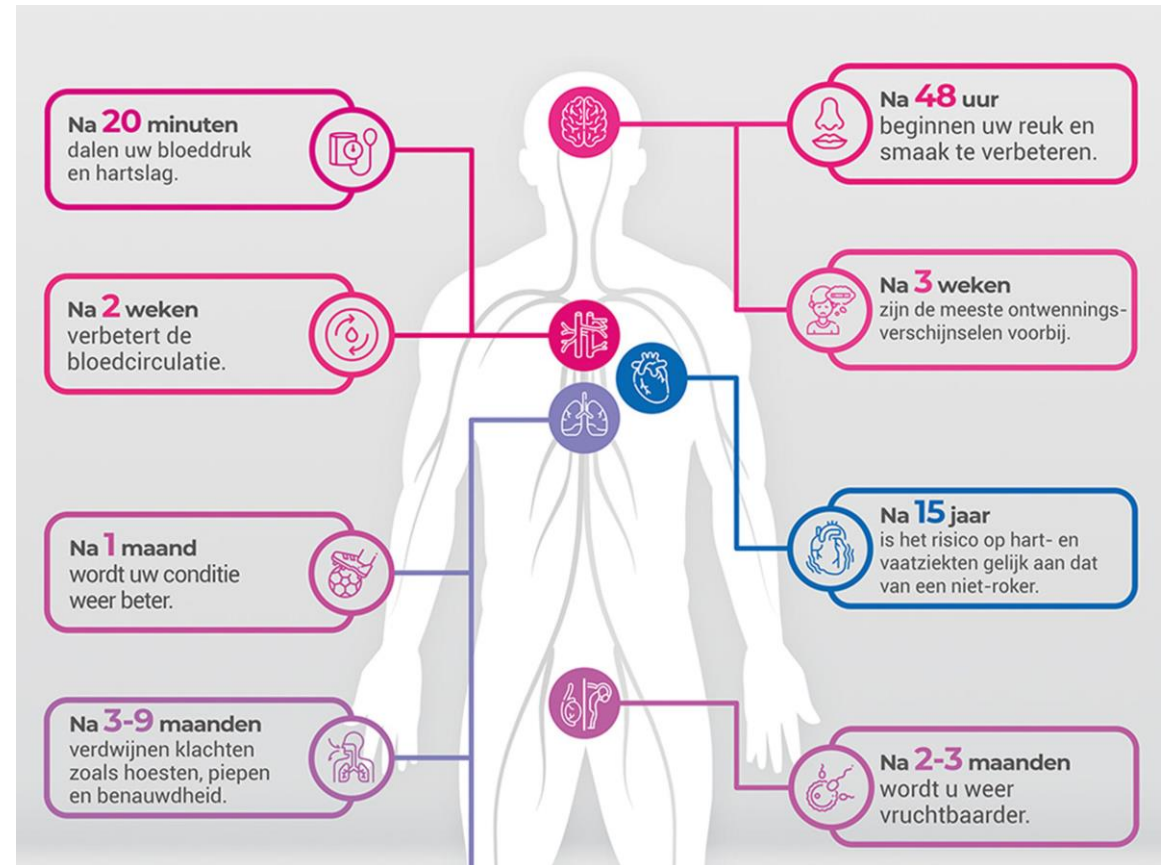 Na 20 minuten
dalen uw bloeddruk
en hartslag.
Na 2 weken
verbetert de
bloedcirculatie.
Na 1 maand
wordt uw conditie
weer beter.
Na 3-9 maanden
verdwijnen klachten
zoals hoesten, piepen
en benauwdheid.
Na 48 uur
beginnen uw reuk en
smaak te verbeteren.
Na 3 weken
zijn de meeste ontwennings-
verschijnselen voorbij.
Na 15 jaar
is het risico op hart- en
vaatziekten gelijk aan dat
van een niet-roker.
Na 2-3 maanden
wordt u weer
vruchtbaarder.